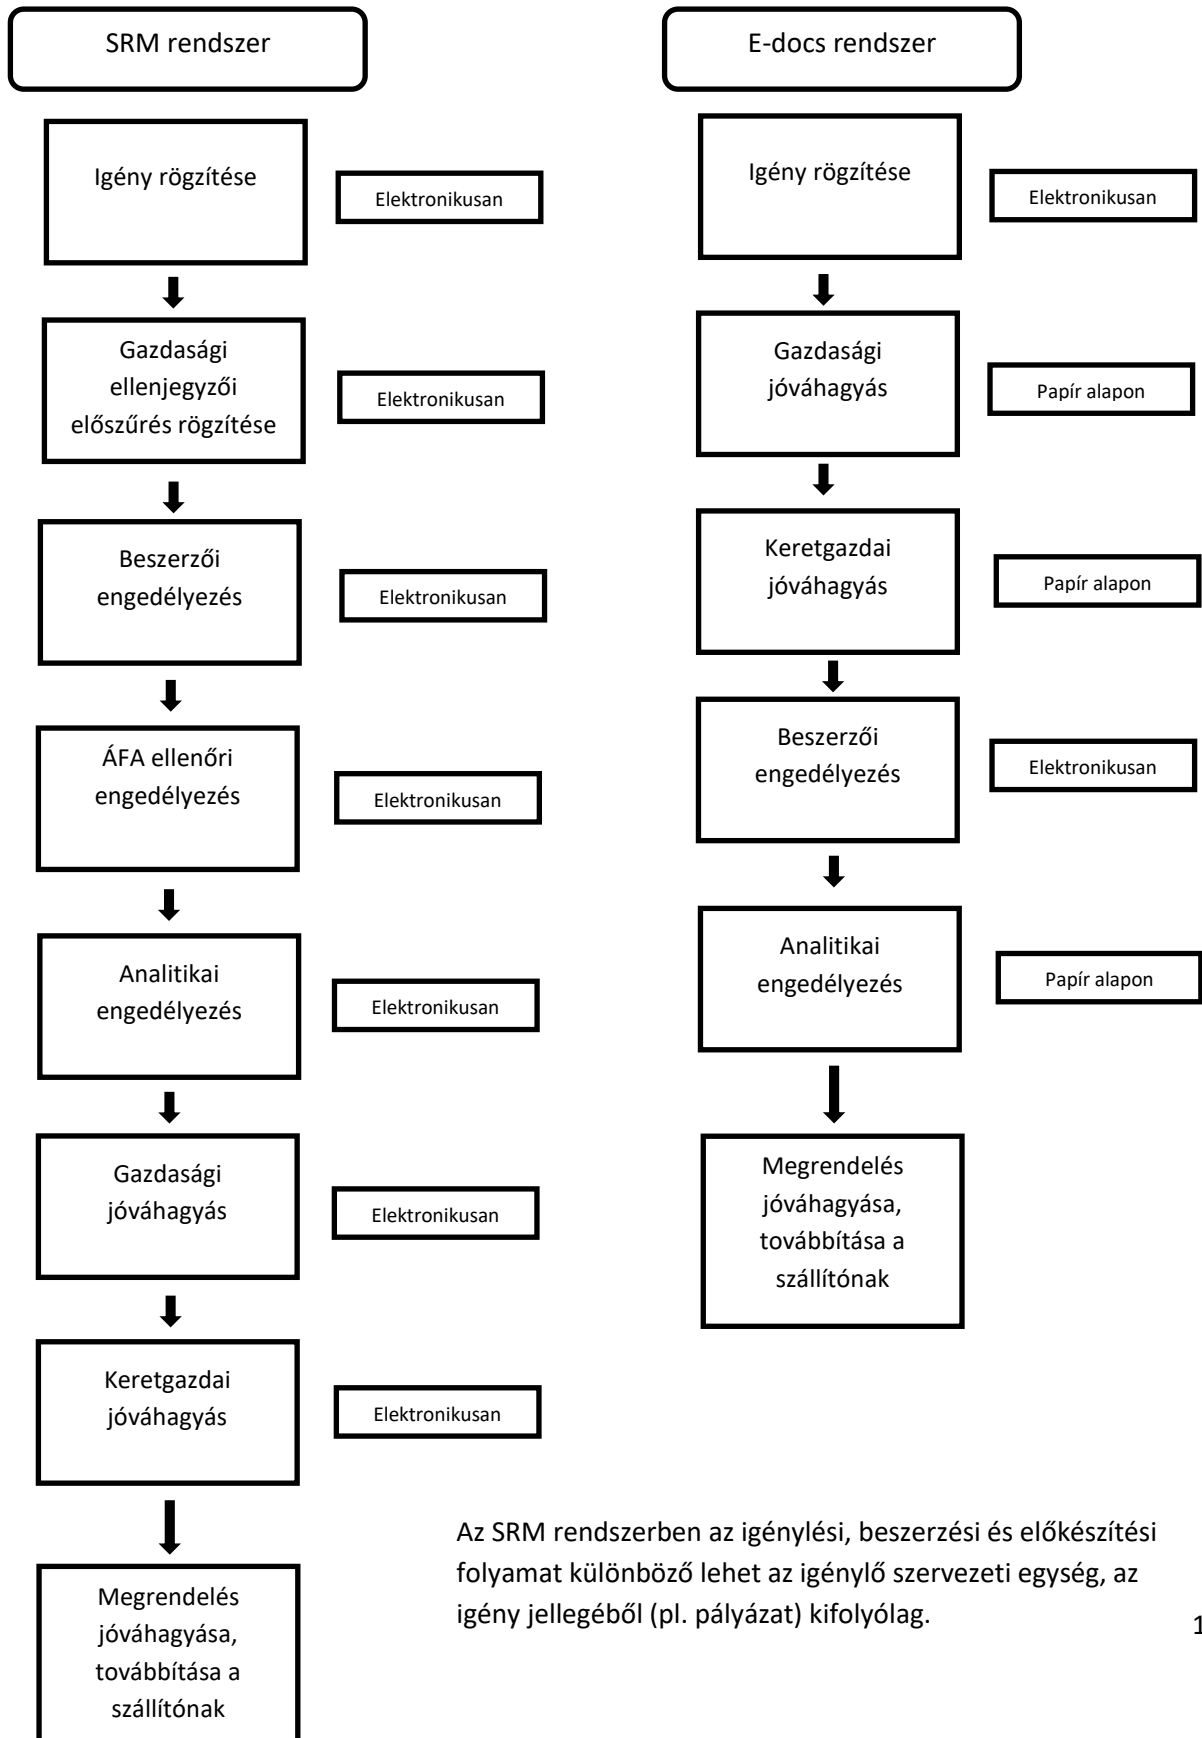 SRM rendszer
Igény rögzítése
Elektronikusan
Gazdasági
ellenjegyzői
előszűrés rögzítése
Elektronikusan
Beszerzői
engedélyezés
Elektronikusan
ÁFA ellenőri
engedélyezés
Elektronikusan
Analitikai
engedélyezés
Elektronikusan
Gazdasági
jóváhagyás
Elektronikusan
Keretgazdai
jóváhagyás
Elektronikusan
Megrendelés
jóváhagyása,
továbbítása a
szállítónak
E-docs rendszer
Igény rögzítése
Elektronikusan
Gazdasági
jóváhagyás
Papír alapon
Keretgazdai
jóváhagyás
Papír alapon
Beszerzői
engedélyezés
Elektronikusan
Analitikai
engedélyezés
Papír alapon
Megrendelés
jóváhagyása,
továbbítása a
szállítónak
Az SRM rendszerben az igénylési, beszerzési és előkészítési
folyamat különböző lehet az igénylő szervezeti egység, az
igény jellegéből (pl. pályázat) kifolyólag.
1